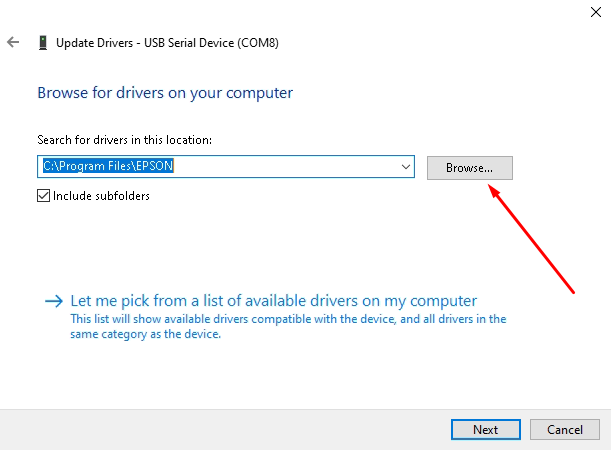 Update Drivers - USB Serial Device (COM8)
Browse for drivers on your computer
Search for drivers in this location:
C:\Program Files\EPSON
Browse...
Include subfolders
Let me pick from a list of available drivers on my computer
This list will show available drivers compatible with the device, and all drivers in the
same category as the device.
Next
Cancel